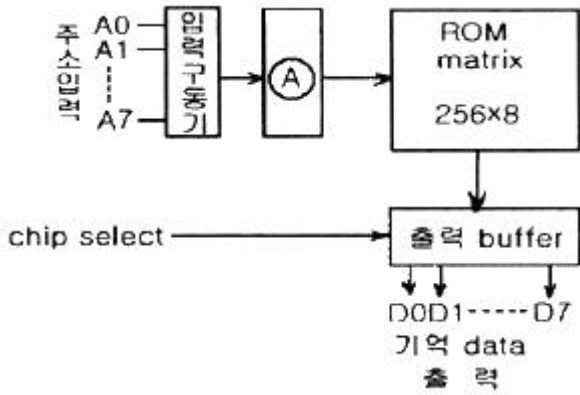 주소입력
A0
A1
A7
입력구동기
A
ROM
matrix
256×8
chip select
출력 buffer
D0D1-----D7
기억 data
출 력